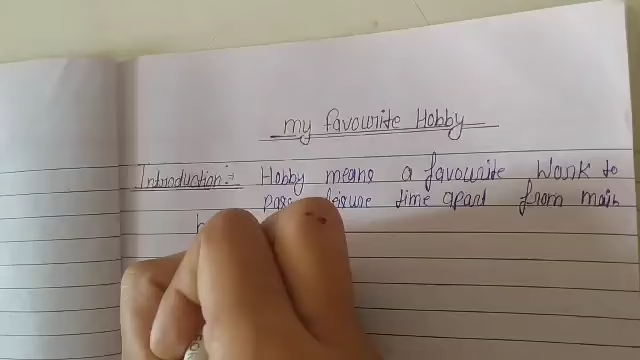 my favourite Hobby
Introduction:- Hobby means a favourite Work to
pass leisure time apart from main